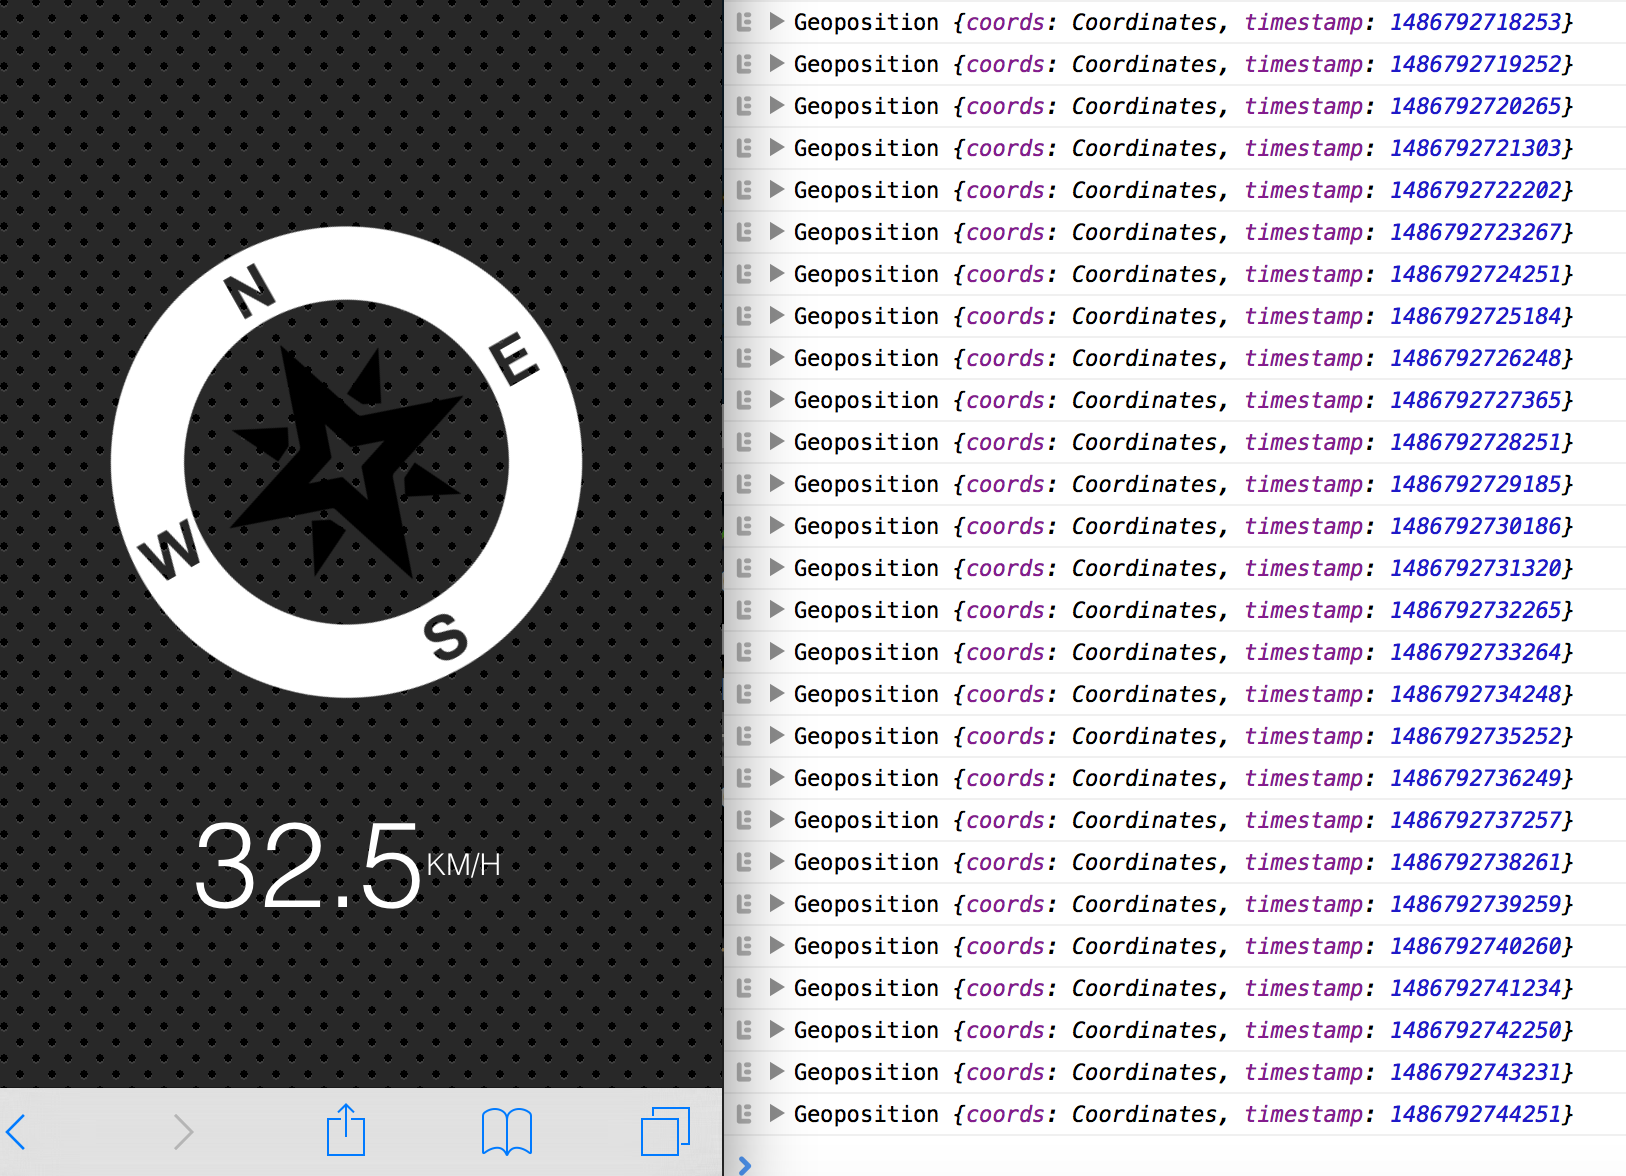 N
E
W
S
32.5 KM/H
Geoposition {coords: Coordinates, timestamp: 1486792718253}
Geoposition {coords: Coordinates, timestamp: 1486792719252}
Geoposition {coords: Coordinates, timestamp: 1486792720265}
Geoposition {coords: Coordinates, timestamp: 1486792721303}
Geoposition {coords: Coordinates, timestamp: 1486792722202}
Geoposition {coords: Coordinates, timestamp: 1486792723267}
Geoposition {coords: Coordinates, timestamp: 1486792724251}
Geoposition {coords: Coordinates, timestamp: 1486792725184}
Geoposition {coords: Coordinates, timestamp: 1486792726248}
Geoposition {coords: Coordinates, timestamp: 1486792727365}
Geoposition {coords: Coordinates, timestamp: 1486792728251}
Geoposition {coords: Coordinates, timestamp: 1486792729185}
Geoposition {coords: Coordinates, timestamp: 1486792730186}
Geoposition {coords: Coordinates, timestamp: 1486792731320}
Geoposition {coords: Coordinates, timestamp: 1486792732265}
Geoposition {coords: Coordinates, timestamp: 1486792733264}
Geoposition {coords: Coordinates, timestamp: 1486792734248}
Geoposition {coords: Coordinates, timestamp: 1486792735252}
Geoposition {coords: Coordinates, timestamp: 1486792736249}
Geoposition {coords: Coordinates, timestamp: 1486792737257}
Geoposition {coords: Coordinates, timestamp: 1486792738261}
Geoposition {coords: Coordinates, timestamp: 1486792739259}
Geoposition {coords: Coordinates, timestamp: 1486792740260}
Geoposition {coords: Coordinates, timestamp: 1486792741234}
Geoposition {coords: Coordinates, timestamp: 1486792742250}
Geoposition {coords: Coordinates, timestamp: 1486792743231}
Geoposition {coords: Coordinates, timestamp: 1486792744251}